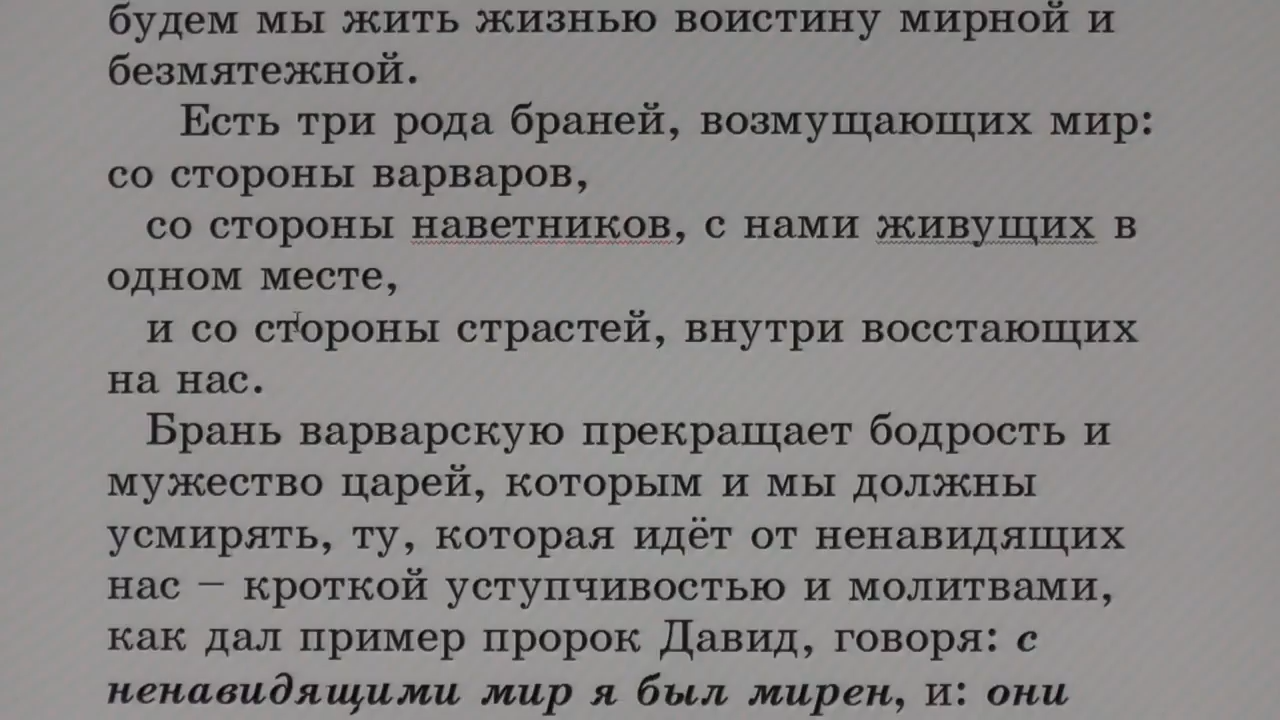 будем мы жить жизнью воистину мирной и
безмятежной.
Есть три рода браней, возмущающих мир:
со стороны варваров,
со стороны наветников, с нами живущих в
одном месте,
и со стороны страстей, внутри восстающих
на нас.
Брань варварскую прекращает бодрость и
мужество царей, которым и мы должны
усмирять, ту, которая идёт от ненавидящих
нас – кроткой уступчивостью и молитвами,
как дал пример пророк Давид, говоря: с
ненавидящими мир я был мирен, и: они